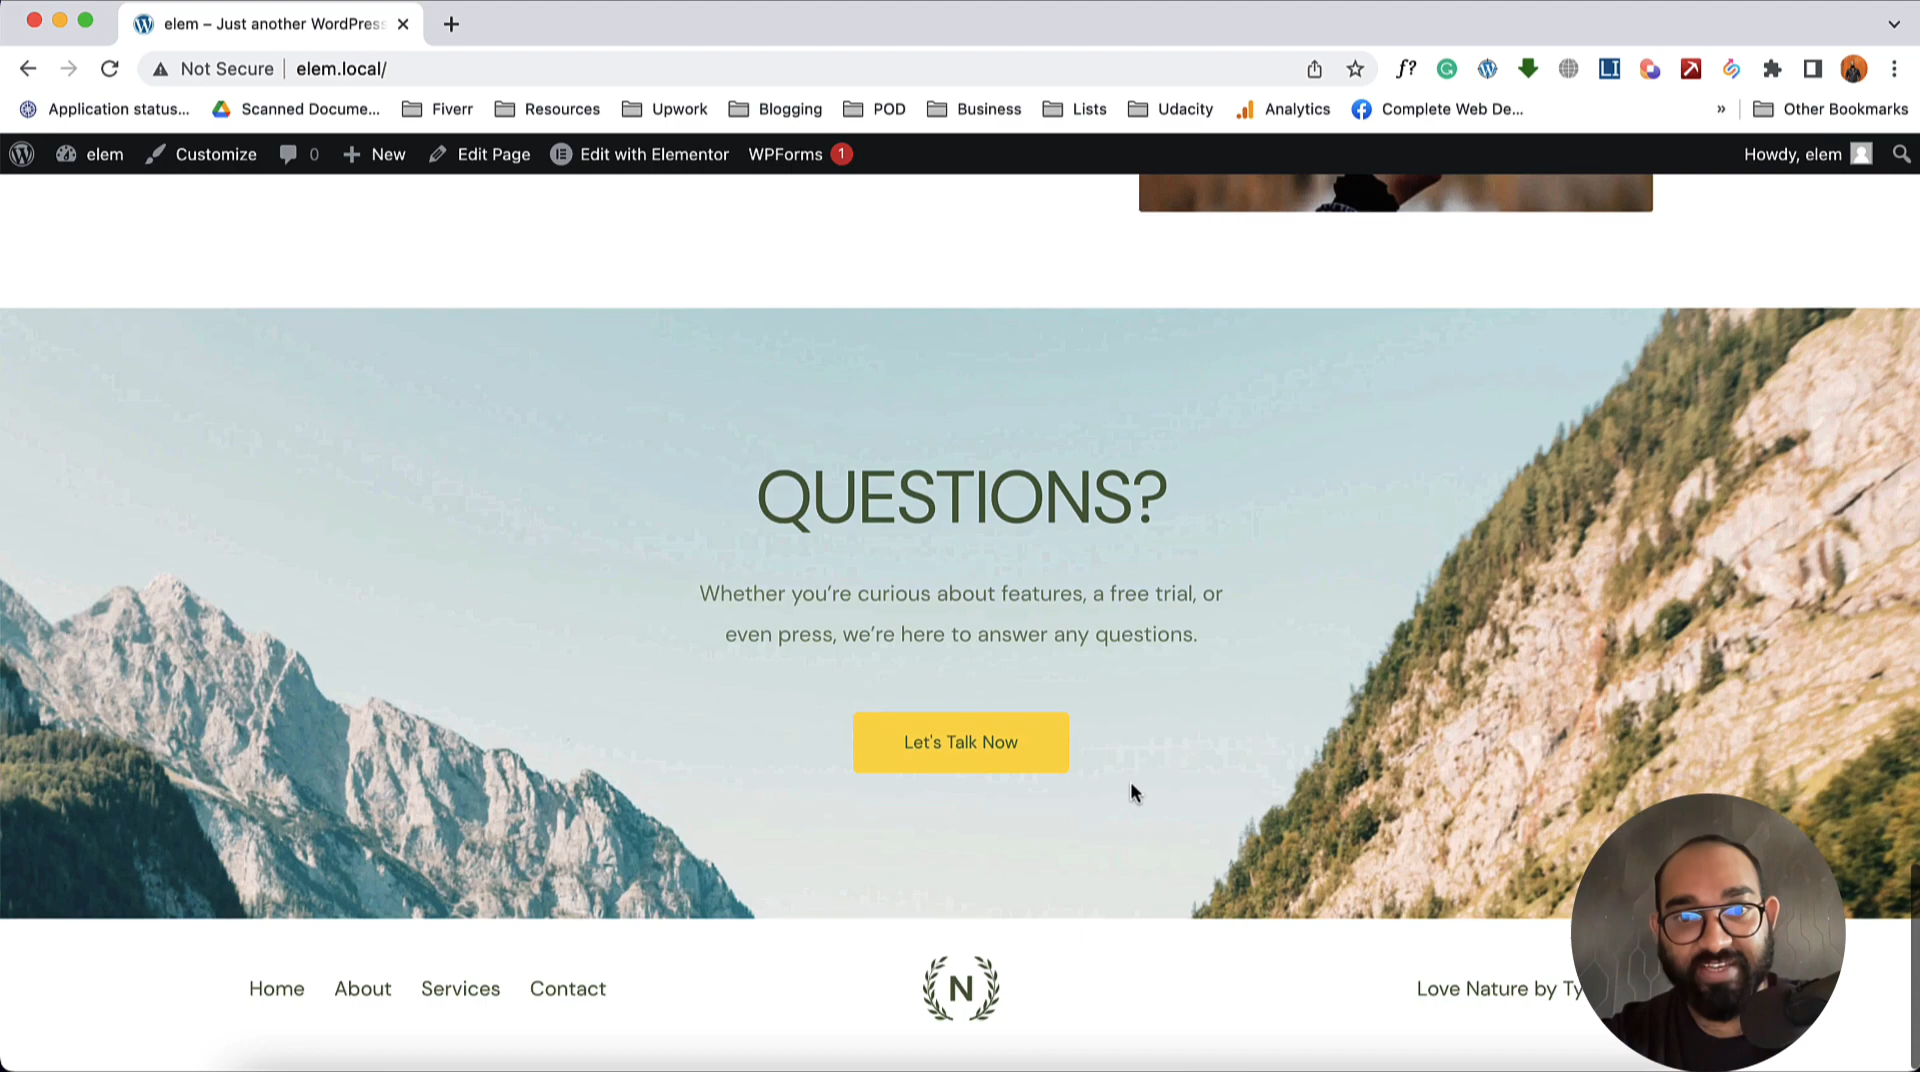 elem – Just another WordPress
Not Secure elem.local/
f?
LI
Application status... Scanned Docume... Fiverr Resources Upwork Blogging POD Business Lists Udacity Analytics Complete Web De... » Other Bookmarks
elem Customize 0 New Edit Page Edit with Elementor WPForms 1 Howdy, elem
QUESTIONS?
Whether you’re curious about features, a free trial, or
even press, we’re here to answer any questions.
Let's Talk Now
Home About Services Contact N Love Nature by Ty